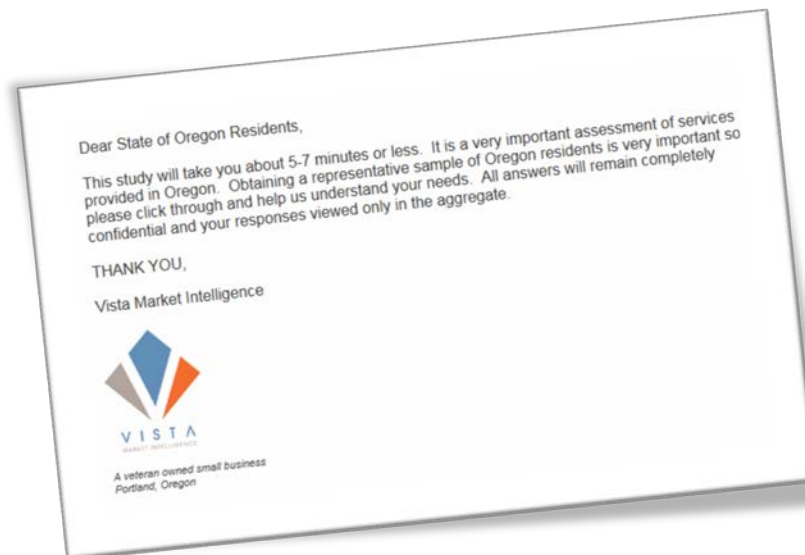 Dear State of Oregon Residents,
This study will take you about 5-7 minutes or less.  It is a very important assessment of services
provided in Oregon.  Obtaining a representative sample of Oregon residents is very important so
please click through and help us understand your needs.  All answers will remain completely
confidential and your responses viewed only in the aggregate.
THANK YOU,
Vista Market Intelligence
VISTA
MARKET INTELLIGENCE
A veteran owned small business
Portland, Oregon